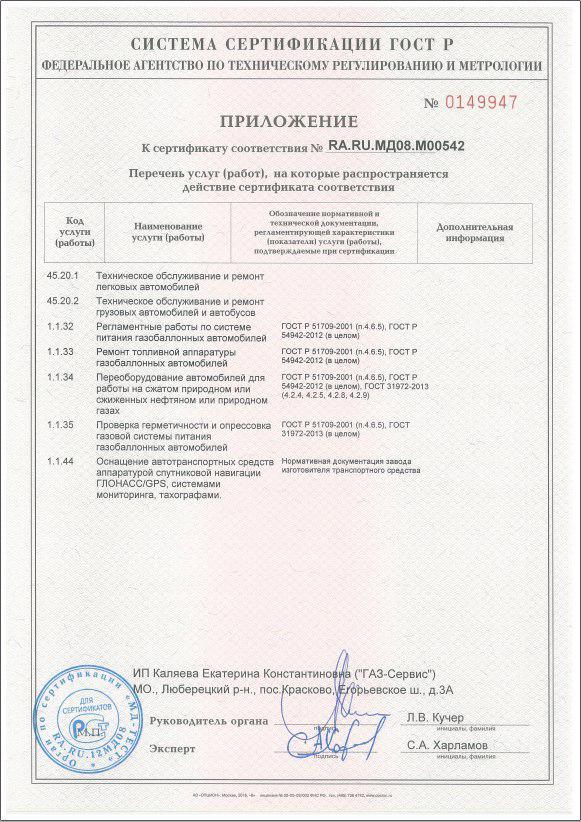 СИСТЕМА СЕРТИФИКАЦИИ ГОСТ Р
ФЕДЕРАЛЬНОЕ АГЕНТСТВО ПО ТЕХНИЧЕСКОМУ РЕГУЛИРОВАНИЮ И МЕТРОЛОГИИ
№ 0149947
ПРИЛОЖЕНИЕ
К сертификату соответствия № RA.RU.МД08.М00542
Перечень услуг (работ), на которые распространяется
действие сертификата соответствия
Код
услуги
(работы)
Наименование
услуги (работы)
Обозначение нормативной и
технической документации,
регламентирующей характеристики
(показатели) услуги (работы),
подтверждаемые при сертификации
Дополнительная
информация
45.20.1 Техническое обслуживание и ремонт
легковых автомобилей
45.20.2 Техническое обслуживание и ремонт
грузовых автомобилей и автобусов
1.1.32 Регламентные работы по системе ГОСТ Р 51709-2001 (п.4.6.5), ГОСТ Р
питания газобаллонных автомобилей 54942-2012 (в целом)
1.1.33 Ремонт топливной аппаратуры ГОСТ Р 51709-2001 (п.4.6.5), ГОСТ Р
газобаллонных автомобилей 54942-2012 (в целом)
1.1.34 Переоборудование автомобилей для ГОСТ Р 51709-2001 (п.4.6.5), ГОСТ Р
работы на сжатом природном или 54942-2012 (в целом), ГОСТ 31972-2013
сжиженных нефтяном или природном (4.2.4, 4.2.5, 4.2.8, 4.2.9)
газах
1.1.35 Проверка герметичности и опрессовка ГОСТ Р 51709-2001 (п.4.6.5), ГОСТ
газовой системы питания 31972-2013 (в целом)
газобаллонных автомобилей
1.1.44 Оснащение автотранспортных средств Нормативная документация завода
аппаратурой спутниковой навигации изготовителя транспортного средства
ГЛОНАСС/GPS, системами
мониторинга, тахографами.
ИП Каляева Екатерина Константиновна ("ГАЗ-Сервис")
МО., Люберецкий р-н., пос.Красково, Егорьевское ш., д.3А
Руководитель органа
подпись
Л.В. Кучер
инициалы, фамилия
Эксперт
подпись
С.А. Харламов
инициалы, фамилия
Орган по сертификации «МД-ТЕСТ»
ДЛЯ
СЕРТИФИКАТОВ
М.П.
RA.RU.12МД08